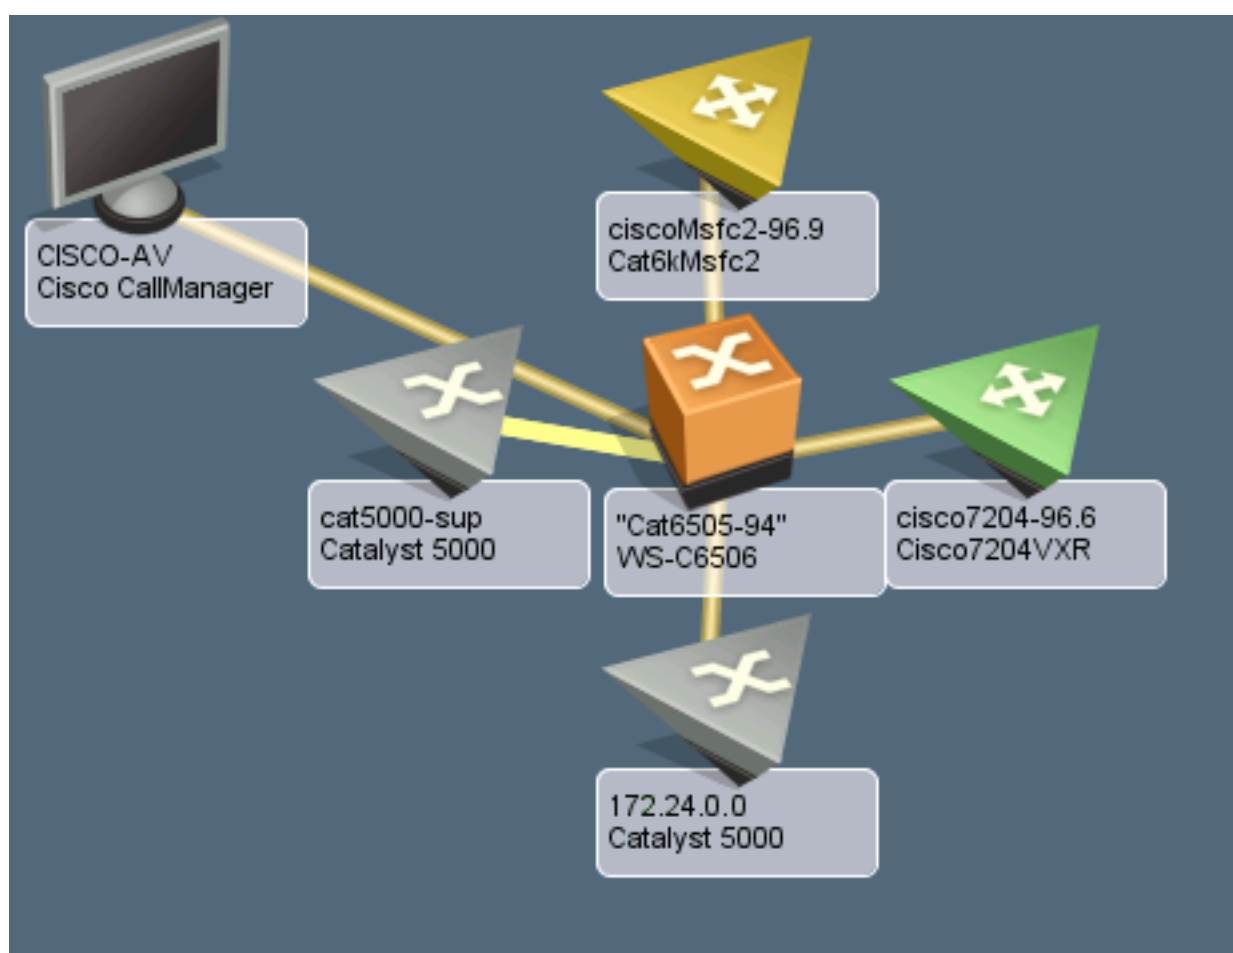 CISCO-AV
Cisco CallManager
ciscoMsfc2-96.9
Cat6kMsfc2
cat5000-sup
Catalyst 5000
"Cat6505-94"
WS-C6506
cisco7204-96.6
Cisco7204VXR
172.24.0.0
Catalyst 5000